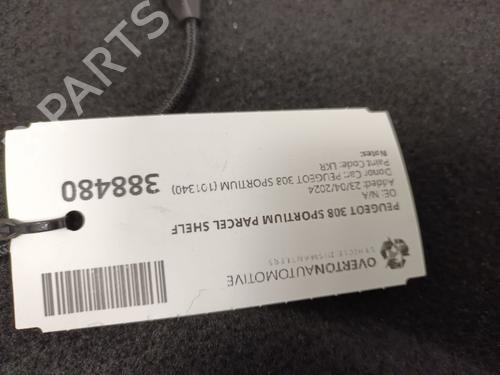 B PARTS
OVERTONAUTOMOTIVE
VEHICLE DISMANTLERS
PEUGEOT 308 SPORTIUM PARCEL SHELF
OE: N/A
Added: 23/04/2024
Donor Car: PEUGEOT 308 SPORTIUM (101340)
Paint Code: LKR
Notes:
388480